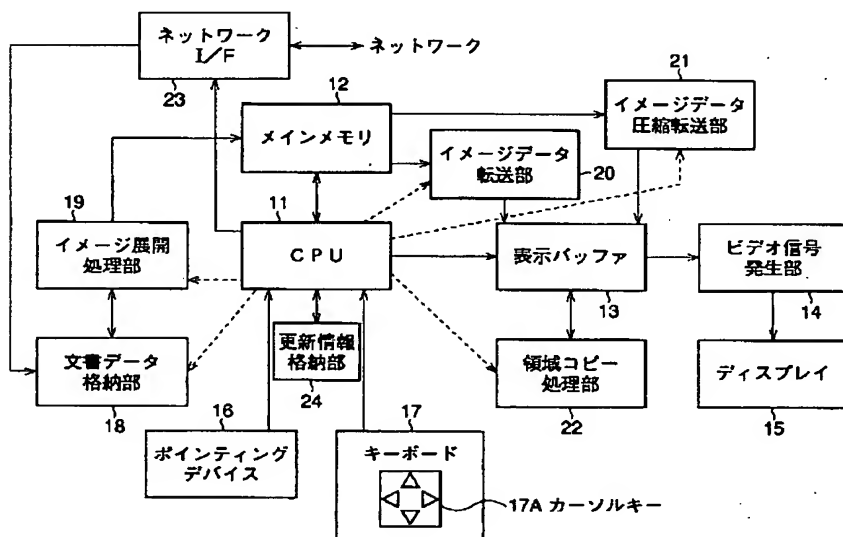 ネットワーク
I/F
23
ネットワーク
12
メインメモリ
21
イメージデータ
圧縮転送部
イメージデータ
転送部
20
19
イメージ展開
処理部
11
CPU
表示バッファ
13
ビデオ信号
発生部
14
文書データ
格納部
18
更新情報
格納部
24
領域コピー
処理部
22
ディスプレイ
15
16
ポインティング
デバイス
17
キーボード
17A カーソルキー